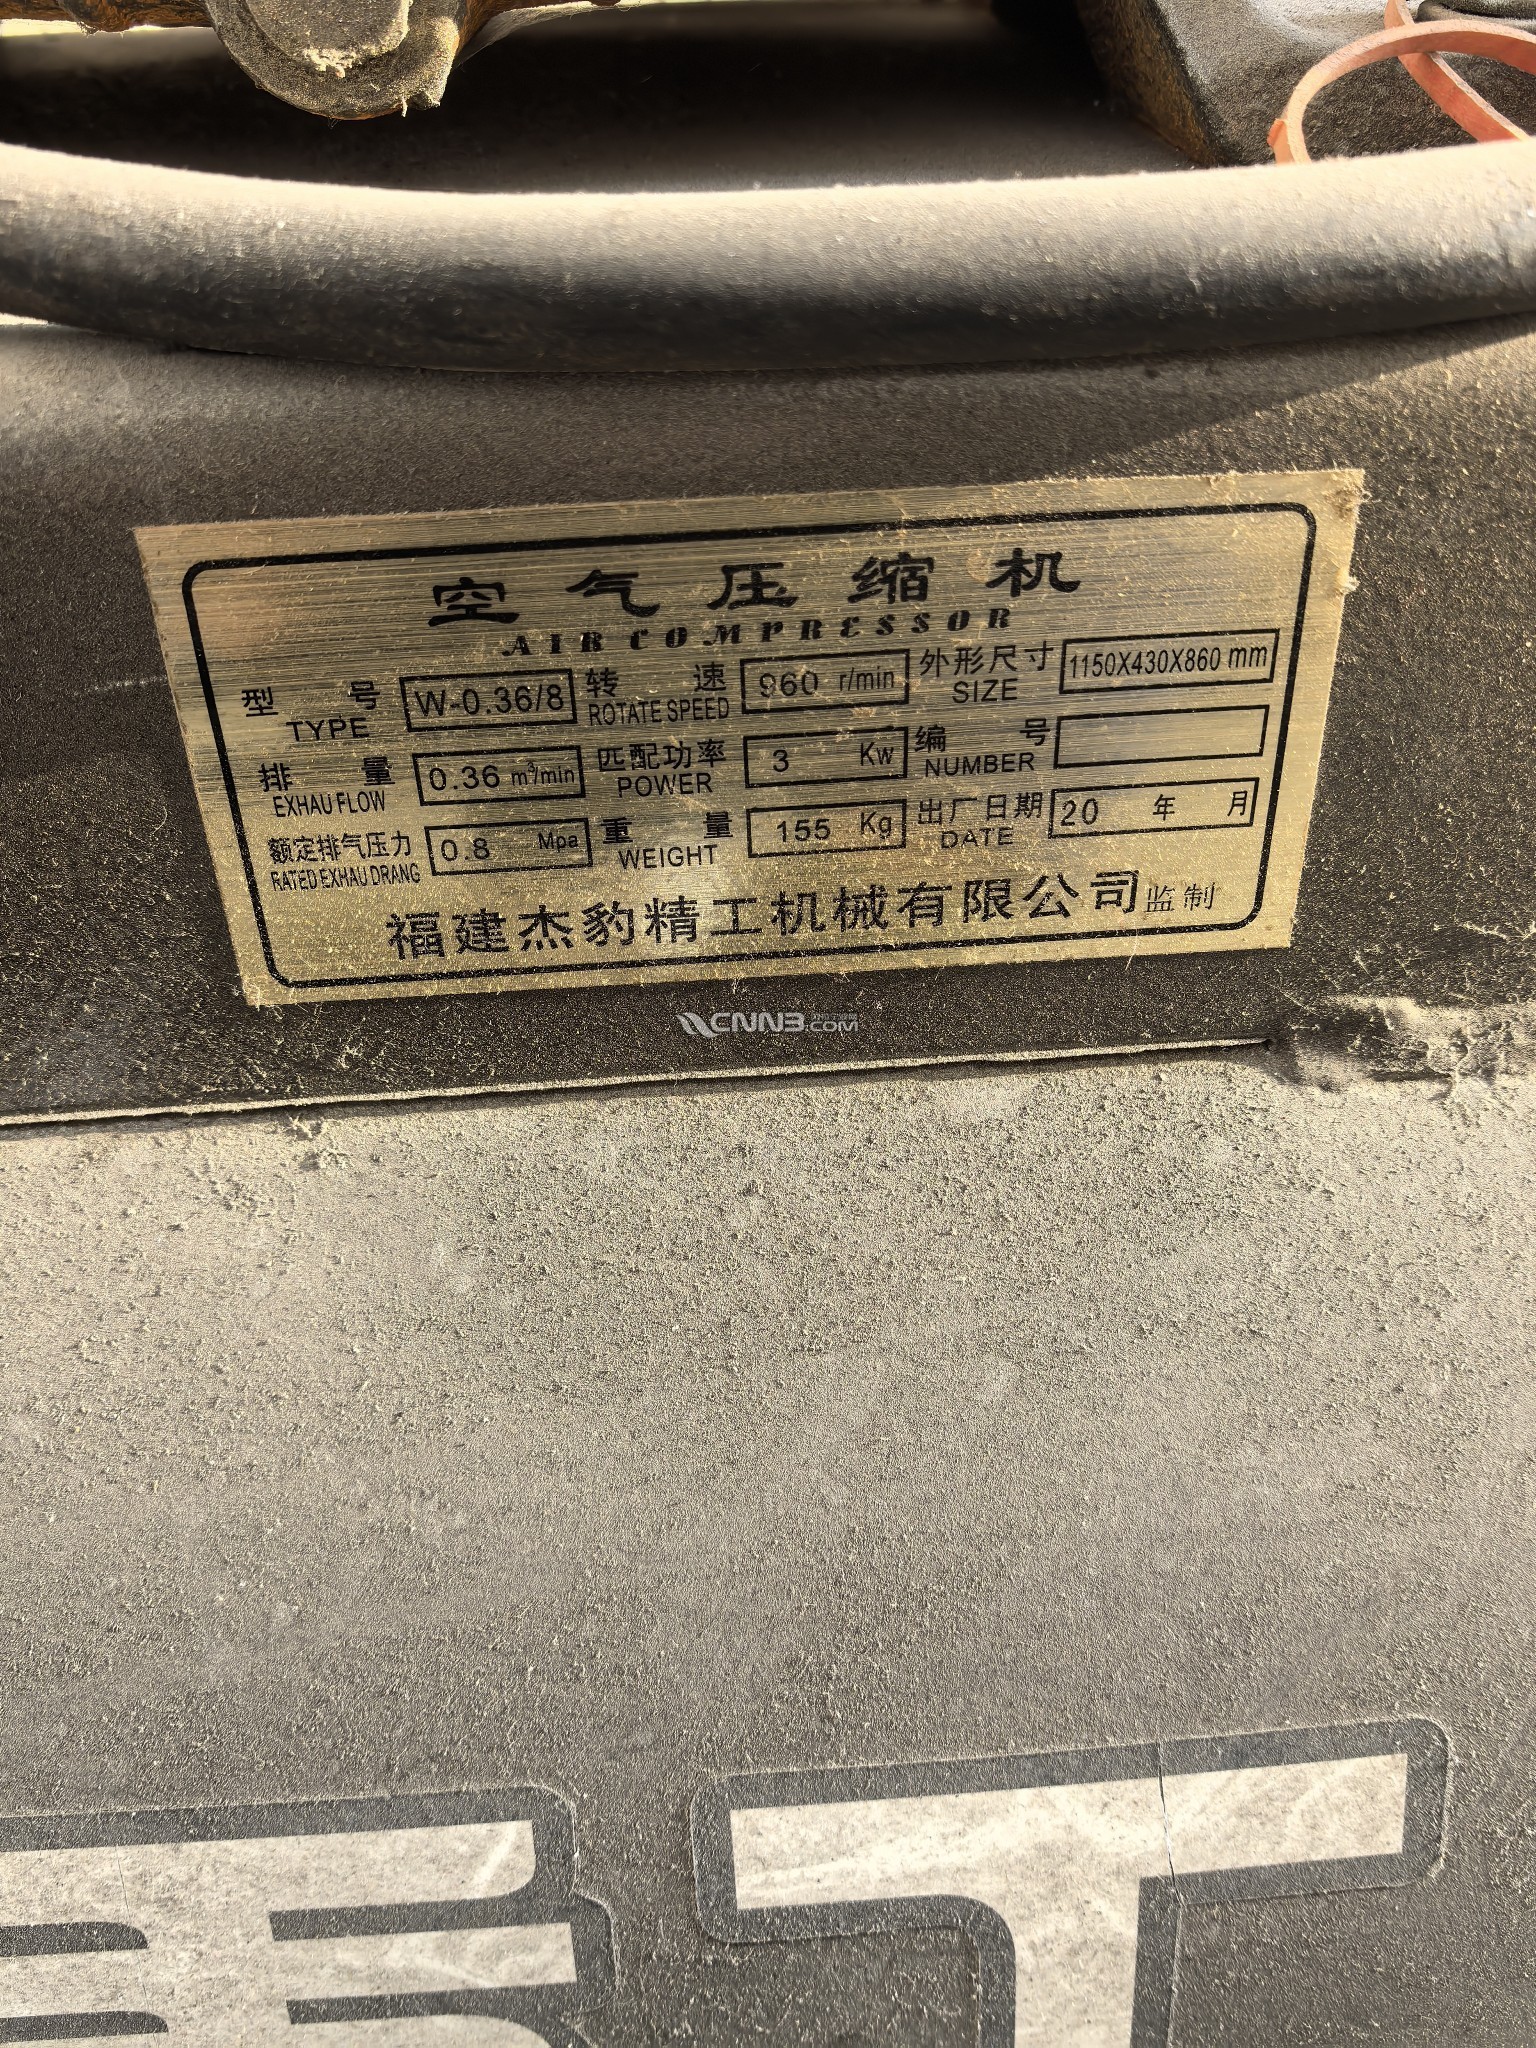 空气压缩机
AIR COMPRESSOR
型号 W-0.36/8 转速 960 r/min 外形尺寸 1150X430X860 mm
TYPE ROTATE SPEED SIZE
排量 0.36 m³/min 匹配功率 3 Kw 编号
EXHAU FLOW POWER NUMBER
额定排气压力 0.8 Mpa 重量 155 Kg 出厂日期 20 年 月
RATED EXHAU DRANG WEIGHT DATE
福建杰豹精工机械有限公司监制
CNNB.COM